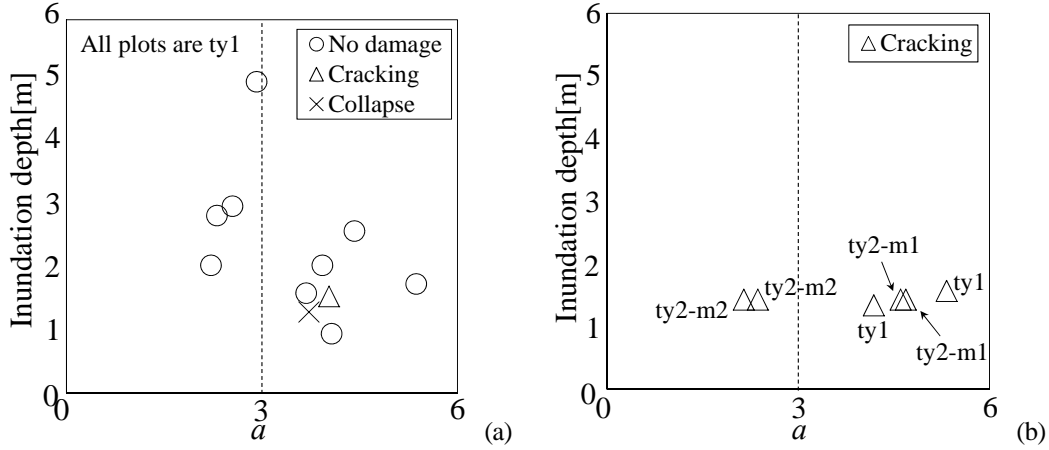 All plots are ty1
No damage
Cracking
Collapse
Inundation depth[m]
6
5
4
3
2
1
0
0
3
6
a
(a)
Cracking
Inundation depth[m]
6
5
4
3
2
1
0
ty2-m1
ty2-m2
ty1
ty2-m2
ty1
ty2-m1
0
3
6
a
(b)